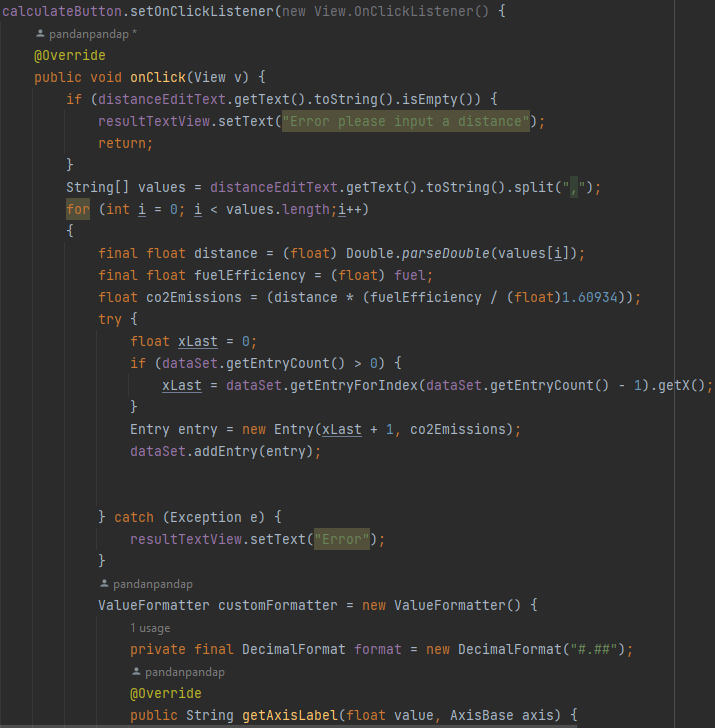 calculateButton.setOnClickListener(new View.OnClickListener() {
pandanpandap *
@Override
public void onClick(View v) {
if (distanceEditText.getText().toString().isEmpty()) {
resultTextView.setText("Error please input a distance");
return;
}
String[] values = distanceEditText.getText().toString().split(",");
for (int i = 0; i < values.length;i++)
{
final float distance = (float) Double.parseDouble(values[i]);
final float fuelEfficiency = (float) fuel;
float co2Emissions = (distance * (fuelEfficiency / (float)1.60934));
try {
float xLast = 0;
if (dataSet.getEntryCount() > 0) {
xLast = dataSet.getEntryForIndex(dataSet.getEntryCount() - 1).getX();
}
Entry entry = new Entry(xLast + 1, co2Emissions);
dataSet.addEntry(entry);
} catch (Exception e) {
resultTextView.setText("Error");
}
pandanpandap
ValueFormatter customFormatter = new ValueFormatter() {
1 usage
private final DecimalFormat format = new DecimalFormat("#.##");
pandanpandap
@Override
public String getAxisLabel(float value, AxisBase axis) {